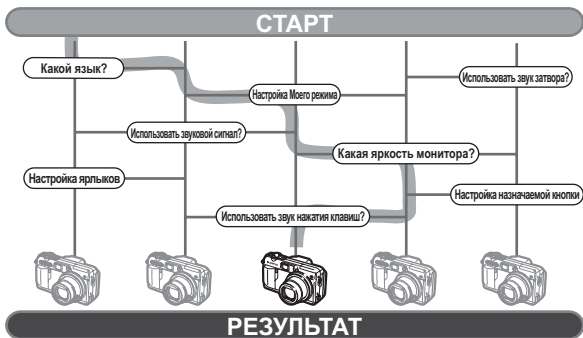 СТАРТ
Какой язык?
Использовать звук затвора?
Настройка Моего режима
Использовать звуковой сигнал?
Какая яркость монитора?
Настройка ярлыков
Настройка назначаемой кнопки
Использовать звук нажатия клавиш?
РЕЗУЛЬТАТ